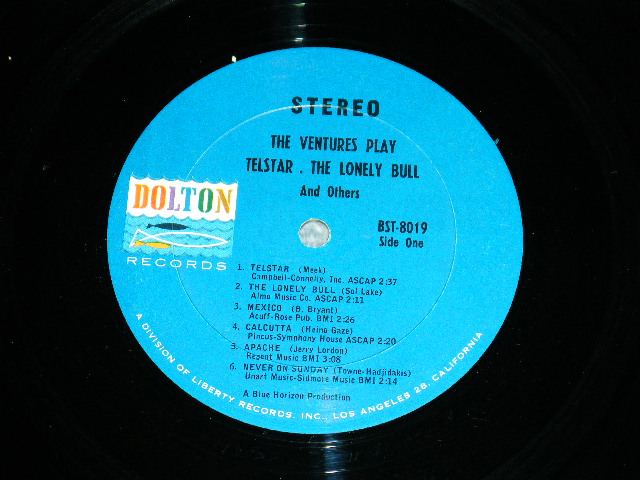 STEREO
THE VENTURES PLAY
TELSTAR . THE LONELY BULL
And Others
DOLTON
RECORDS
BST-8019
Side One
1. TELSTAR (Meek)
Campbell-Connelly, Inc. ASCAP 2:37
2. THE LONELY BULL (Sol Lake)
Almo Music Co. ASCAP 2:11
3. MEXICO (B. Bryant)
Acuff-Rose Pub. BMI 2:26
4. CALCUTTA (Heino Gaze)
Pincus-Symphony House ASCAP 2:20
5. APACHE (Jerry Lordon)
Regent Music BMI 3:08
6. NEVER ON SUNDAY (Towne-Hadjidakis)
Unart Music-Sidmore Music BMI 2:14
A Blue Horizon Production
A DIVISION OF LIBERTY RECORDS, INC., LOS ANGELES 28, CALIFORNIA